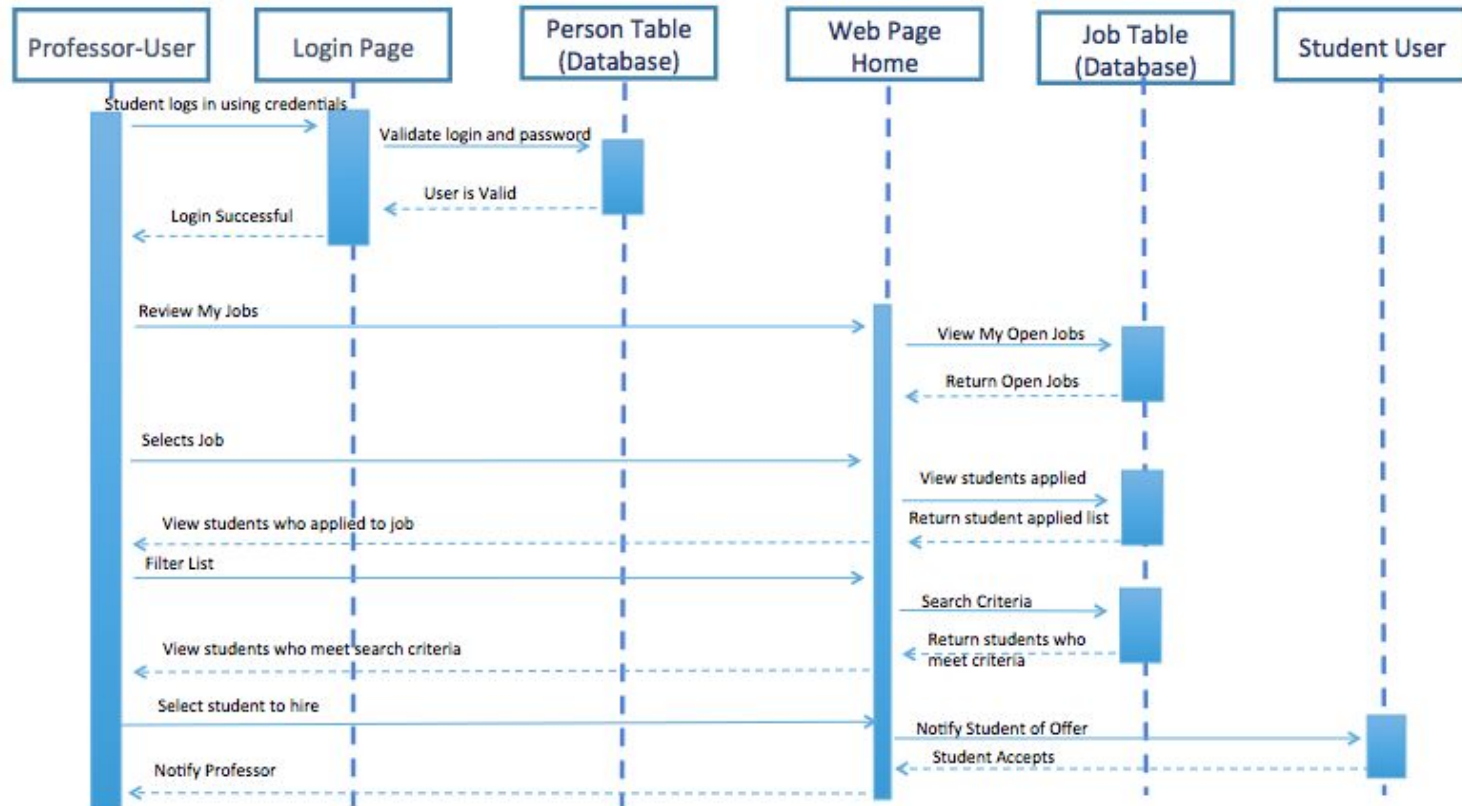 Professor-User
Login Page
Person Table
(Database)
Web Page
Home
Job Table
(Database)
Student User
Student logs in using credentials
Validate login and password
User is Valid
Login Successful
Review My Jobs
View My Open Jobs
Return Open Jobs
Selects Job
View students applied
Return student applied list
View students who applied to job
Filter List
Search Criteria
Return students who
meet criteria
View students who meet search criteria
Select student to hire
Notify Student of Offer
Student Accepts
Notify Professor